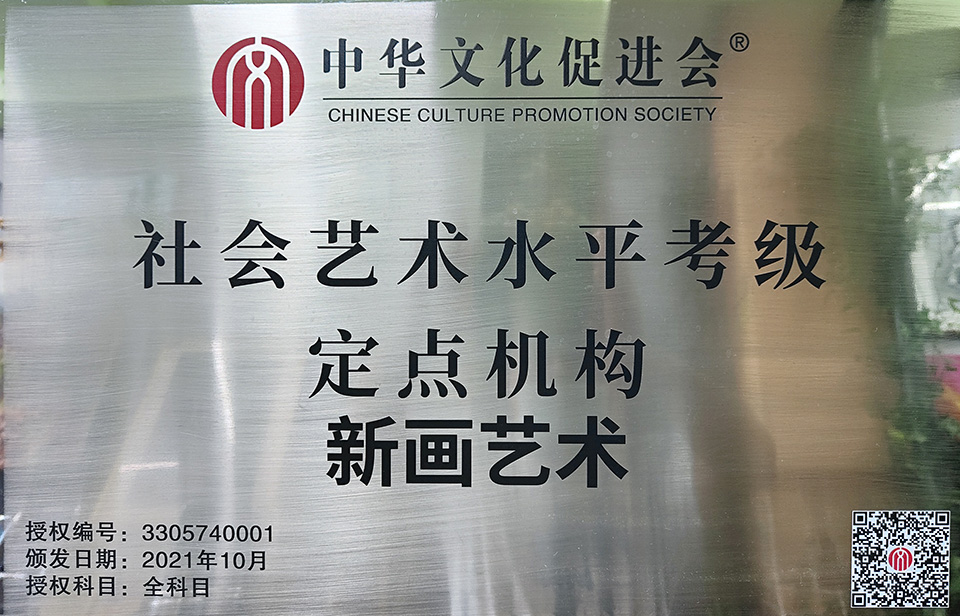 中华文化促进会®
CHINESE CULTURE PROMOTION SOCIETY
社会艺术水平考级
定点机构
新画艺术
授权编号：3305740001
颁发日期：2021年10月
授权科目：全科目